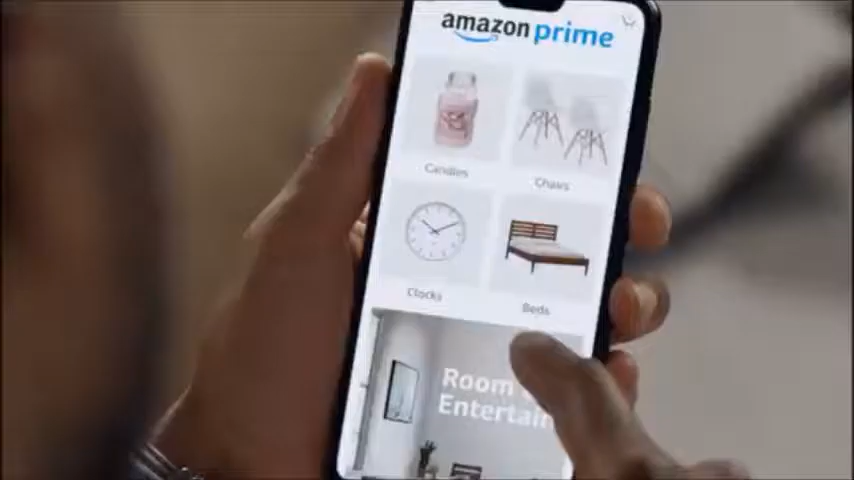 amazon prime
Candles
Chairs
Clocks
Beds
Room
Entertain